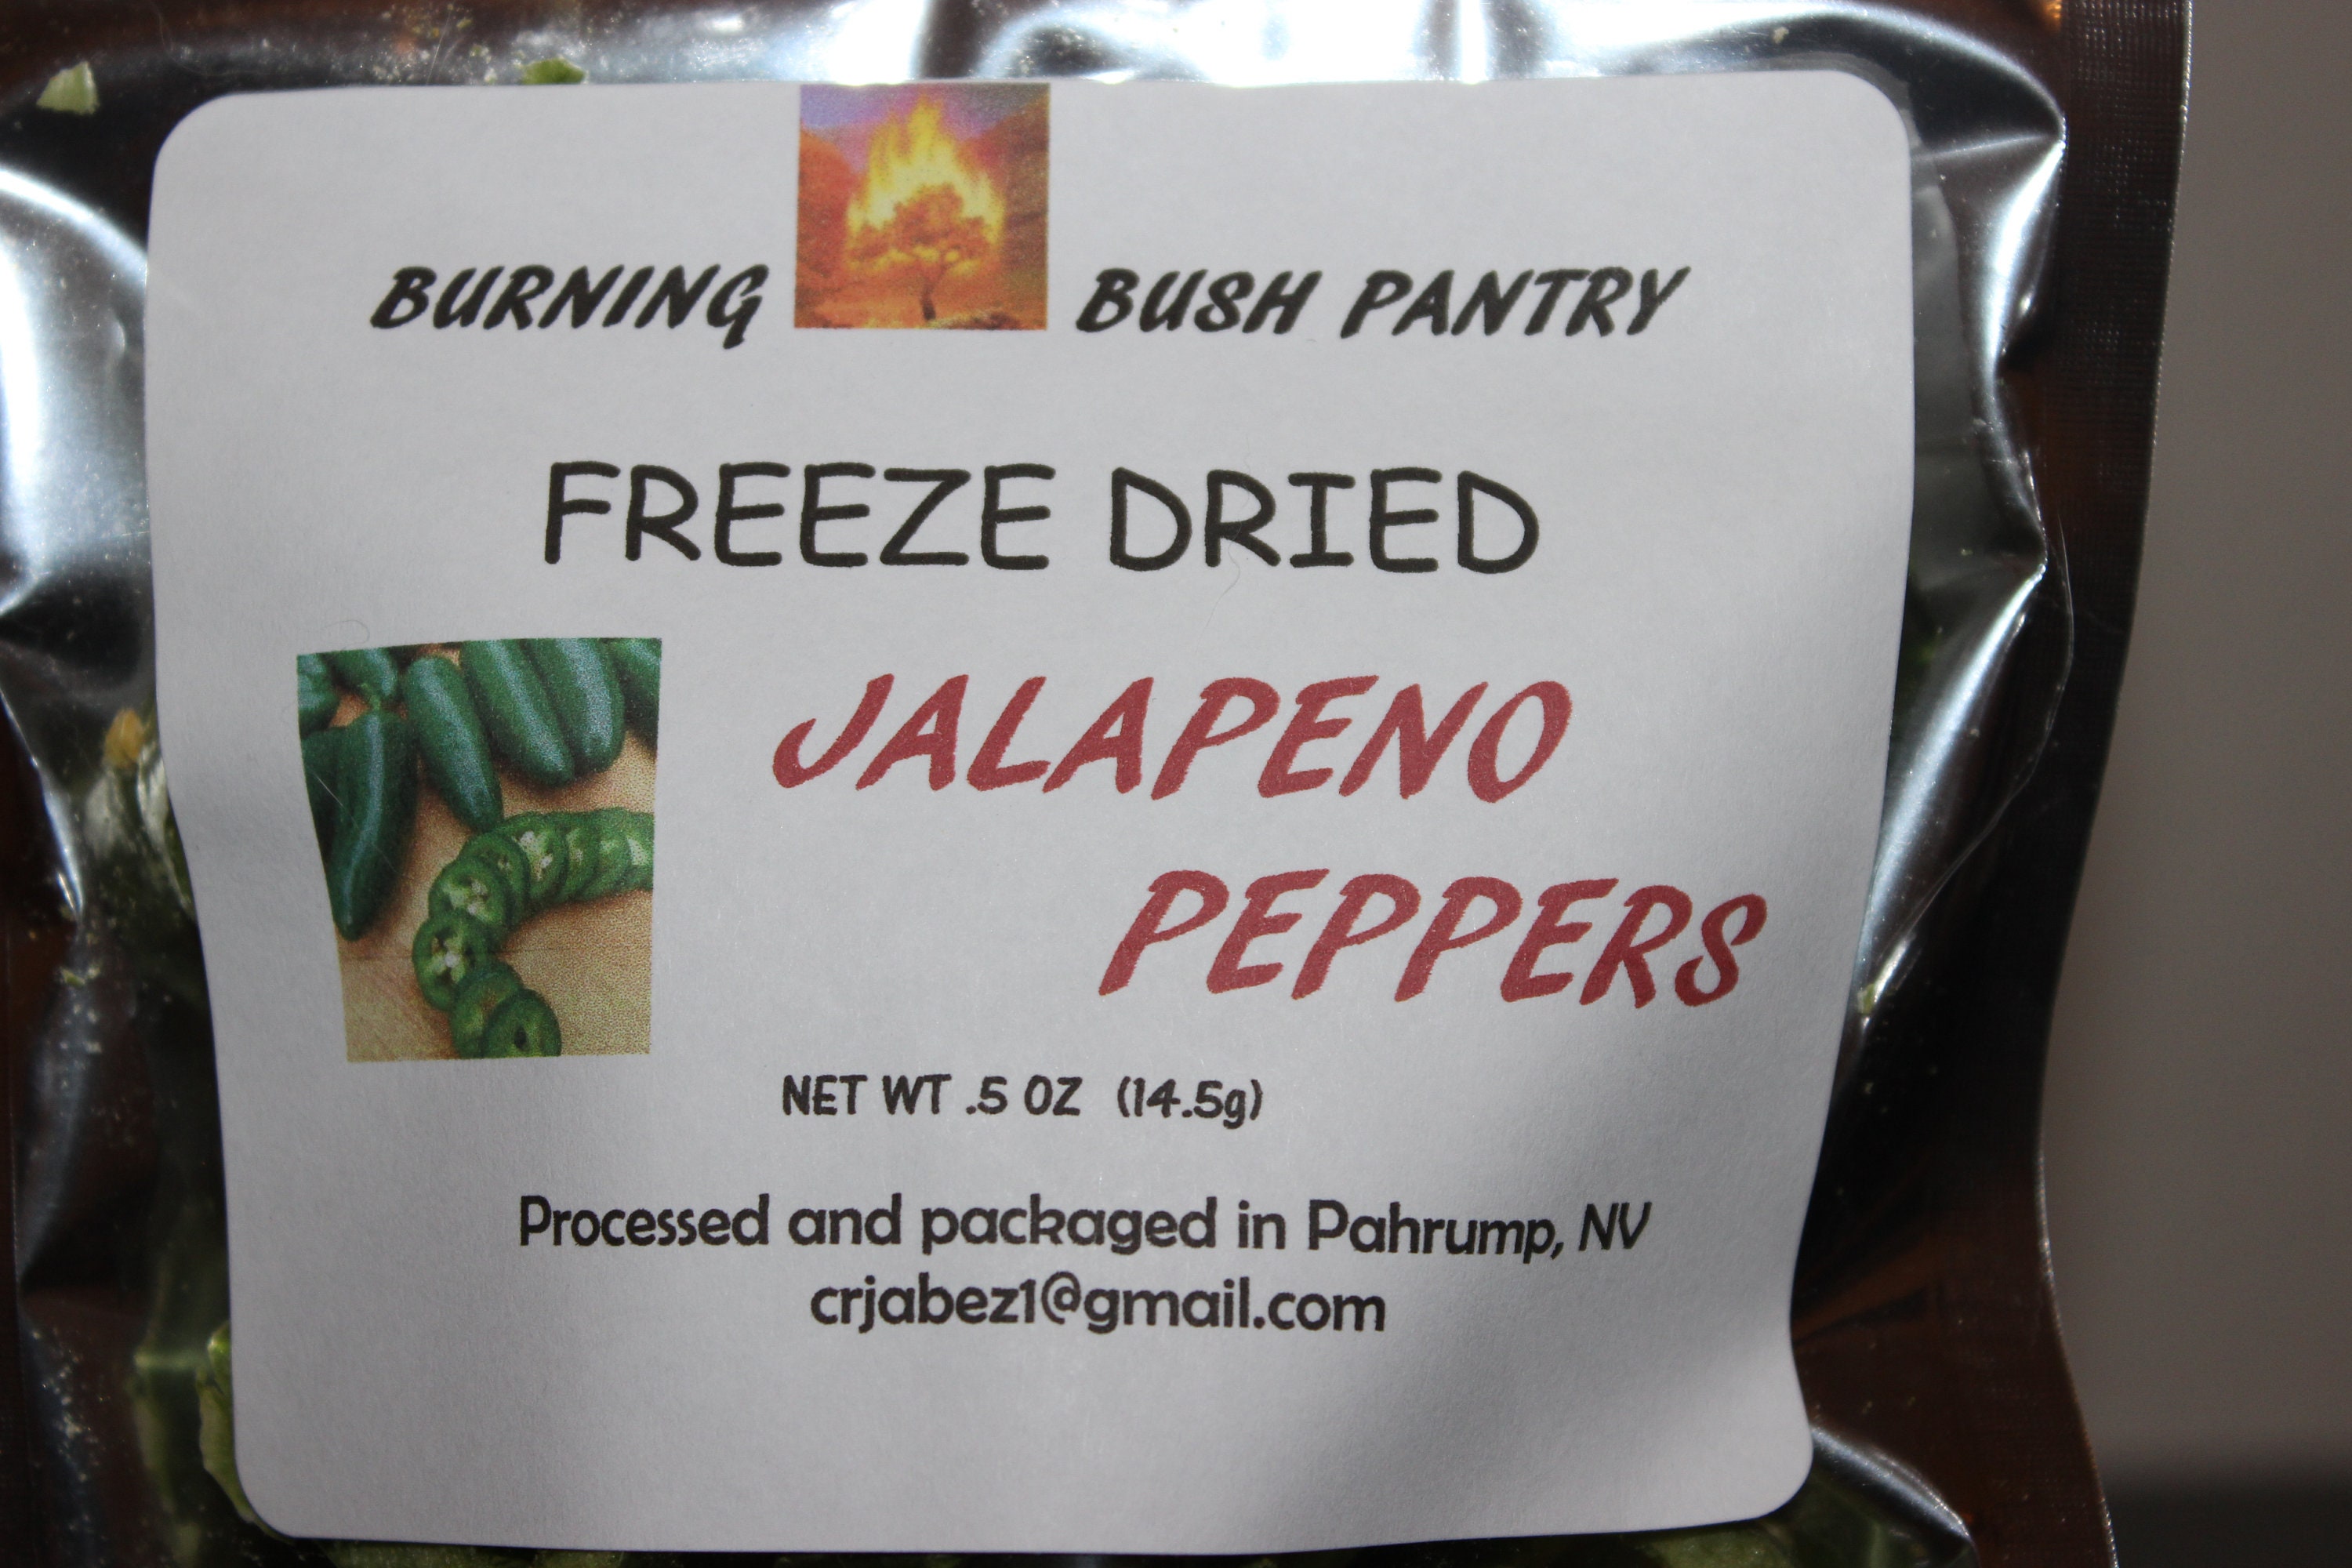 BURNING BUSH PANTRY
FREEZE DRIED
JALAPENO
PEPPERS
NET WT .5 OZ (14.5g)
Processed and packaged in Pahrump, NV
crjabez1@gmail.com